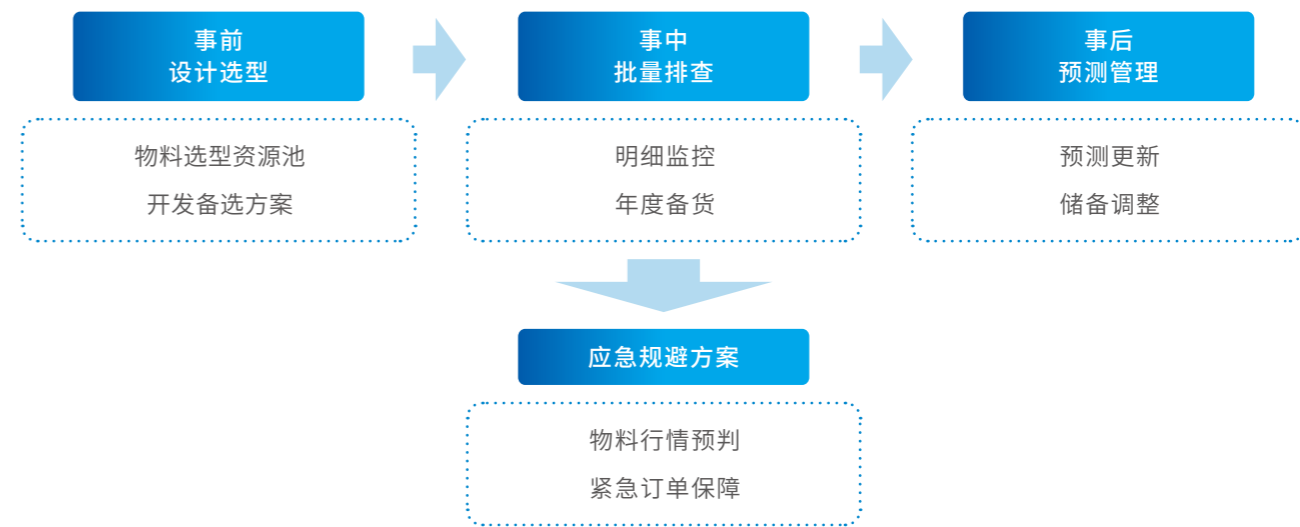 事前
设计选型
事中
批量排查
事后
预测管理
物料选型资源池
开发备选方案
明细监控
年度备货
预测更新
储备调整
应急规避方案
物料行情预判
紧急订单保障